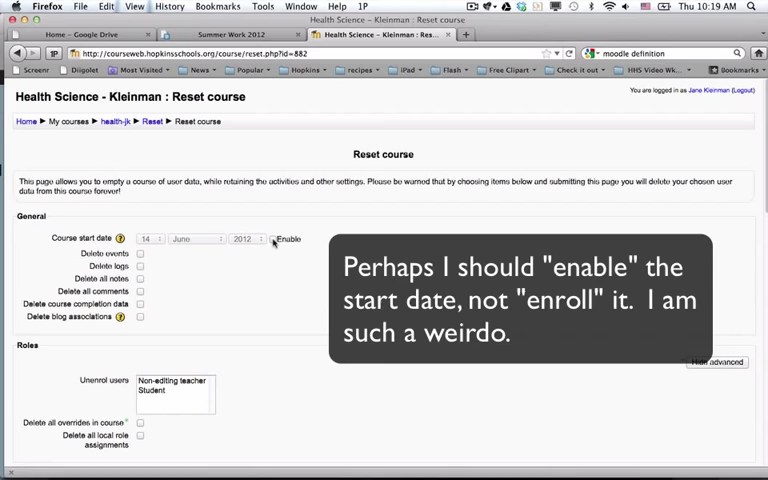 Firefox File Edit View History Bookmarks Tools Window Help 1P
Thu 10:19 AM
Health Science - Kleinman : Reset course
Home – Google Drive
Summer Work 2012
Health Science - Kleinman : Res...
1P http://courseweb.hopkinsschools.org/course/reset.php?id=882
moodle definition
Screenr Diigolet Most Visited News Popular Hopkins recipes iPad Flash Free Clipart Check it out HHS Video Wk... Bookmarks
Health Science - Kleinman : Reset course
You are logged in as Jane Kleinman (Logout)
Home ► My courses ► health-jk ► Reset ► Reset course
Reset course
This page allows you to empty a course of user data, while retaining the activities and other settings. Please be warned that by choosing items below and submitting this page you will delete your chosen user
data from this course forever!
General
Course start date ? 14 June 2012 Enable
Delete events
Delete logs
Delete all notes
Delete all comments
Delete course completion data
Delete blog associations ?
Perhaps I should "enable" the
start date, not "enroll" it. I am
such a weirdo.
Roles
advanced
Unenrol users
Non-editing teacher
Student
Delete all overrides in course*
Delete all local role
assignments